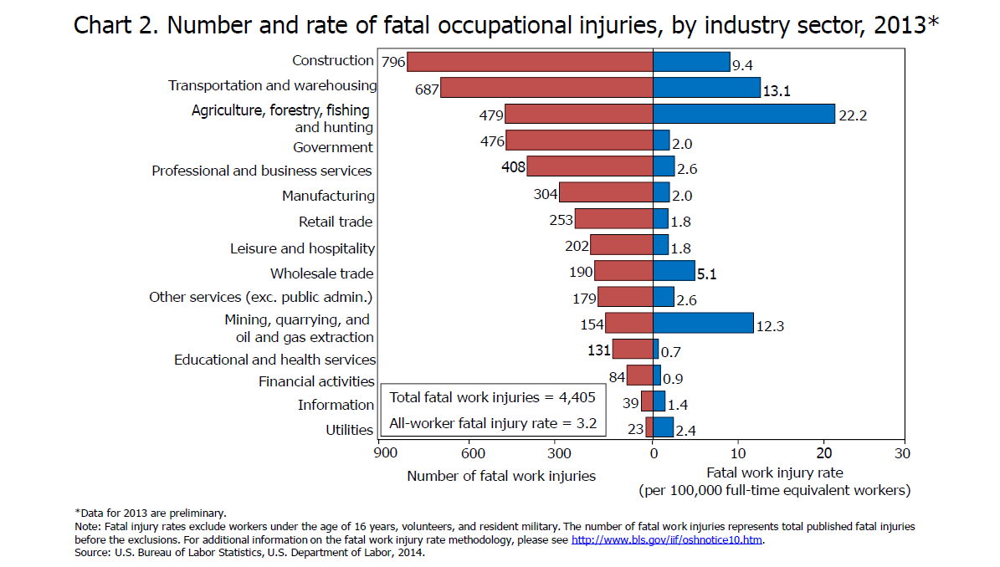 Chart 2. Number and rate of fatal occupational injuries, by industry sector, 2013*
Construction 796 9.4
Transportation and warehousing 687 13.1
Agriculture, forestry, fishing
and hunting 479 22.2
Government 476 2.0
Professional and business services 408 2.6
Manufacturing 304 2.0
Retail trade 253 1.8
Leisure and hospitality 202 1.8
Wholesale trade 190 5.1
Other services (exc. public admin.) 179 2.6
Mining, quarrying, and
oil and gas extraction 154 12.3
Educational and health services 131 0.7
Financial activities 84 0.9
Information 39 1.4
Utilities 23 2.4
Total fatal work injuries = 4,405
All-worker fatal injury rate = 3.2
900 600 300 0 10 20 30
Number of fatal work injuries
Fatal work injury rate
(per 100,000 full-time equivalent workers)
*Data for 2013 are preliminary.
Note: Fatal injury rates exclude workers under the age of 16 years, volunteers, and resident military. The number of fatal work injuries represents total published fatal injuries
before the exclusions. For additional information on the fatal work injury rate methodology, please see http://www.bls.gov/iif/oshnotice10.htm.
Source: U.S. Bureau of Labor Statistics, U.S. Department of Labor, 2014.